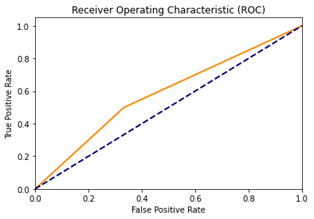 Receiver Operating Characteristic (ROC)
1.0
0.8
0.6
0.4
0.2
0.0
True Positive Rate
0.0 0.2 0.4 0.6 0.8 1.0
False Positive Rate